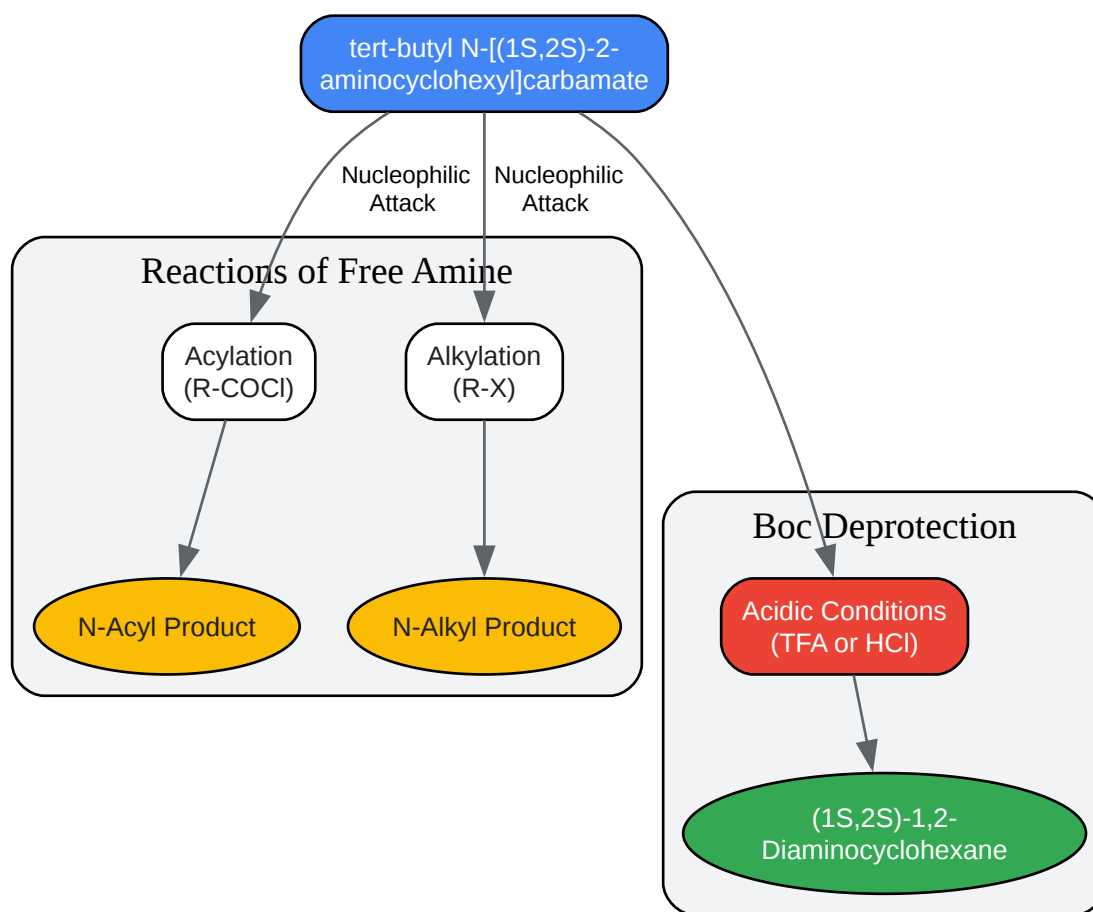 tert-butyl N-[(1S,2S)-2-
aminocyclohexyl]carbamate
Nucleophilic
Attack
Nucleophilic
Attack
Reactions of Free Amine
Acylation
(R-COCl)
Alkylation
(R-X)
N-Acyl Product
N-Alkyl Product
Boc Deprotection
Acidic Conditions
(TFA or HCl)
(1S,2S)-1,2-
Diaminocyclohexane